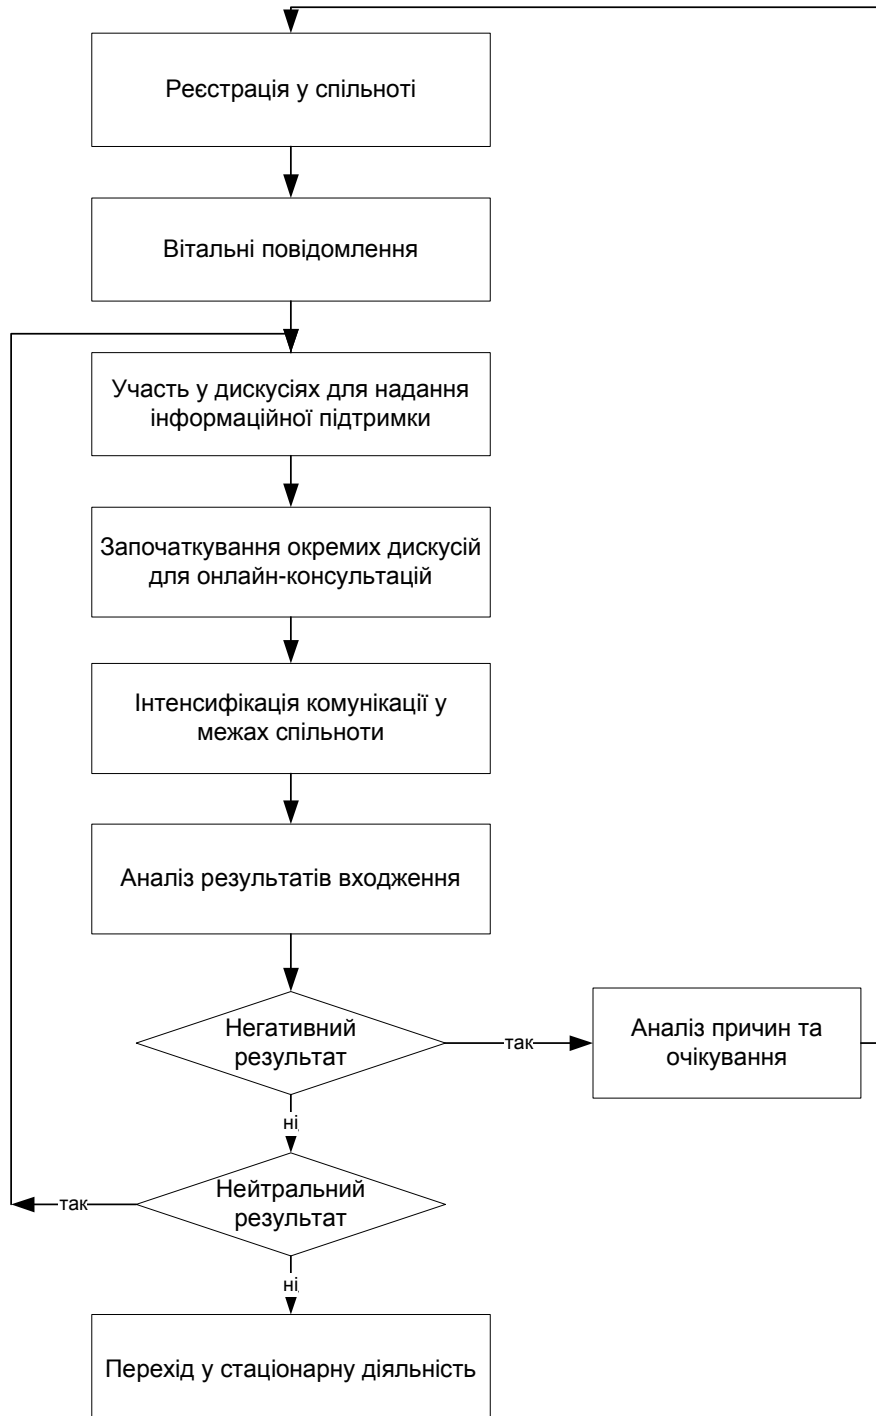 Реєстрація у спільноті
Вітальні повідомлення
Участь у дискусіях для надання
інформаційної підтримки
Започаткування окремих дискусій
для онлайн-консультацій
Інтенсифікація комунікації у
межах спільноти
Аналіз результатів входження
Негативний
результат
так
Аналіз причин та
очікування
ні
Нейтральний
результат
так
ні
Перехід у стаціонарну діяльність